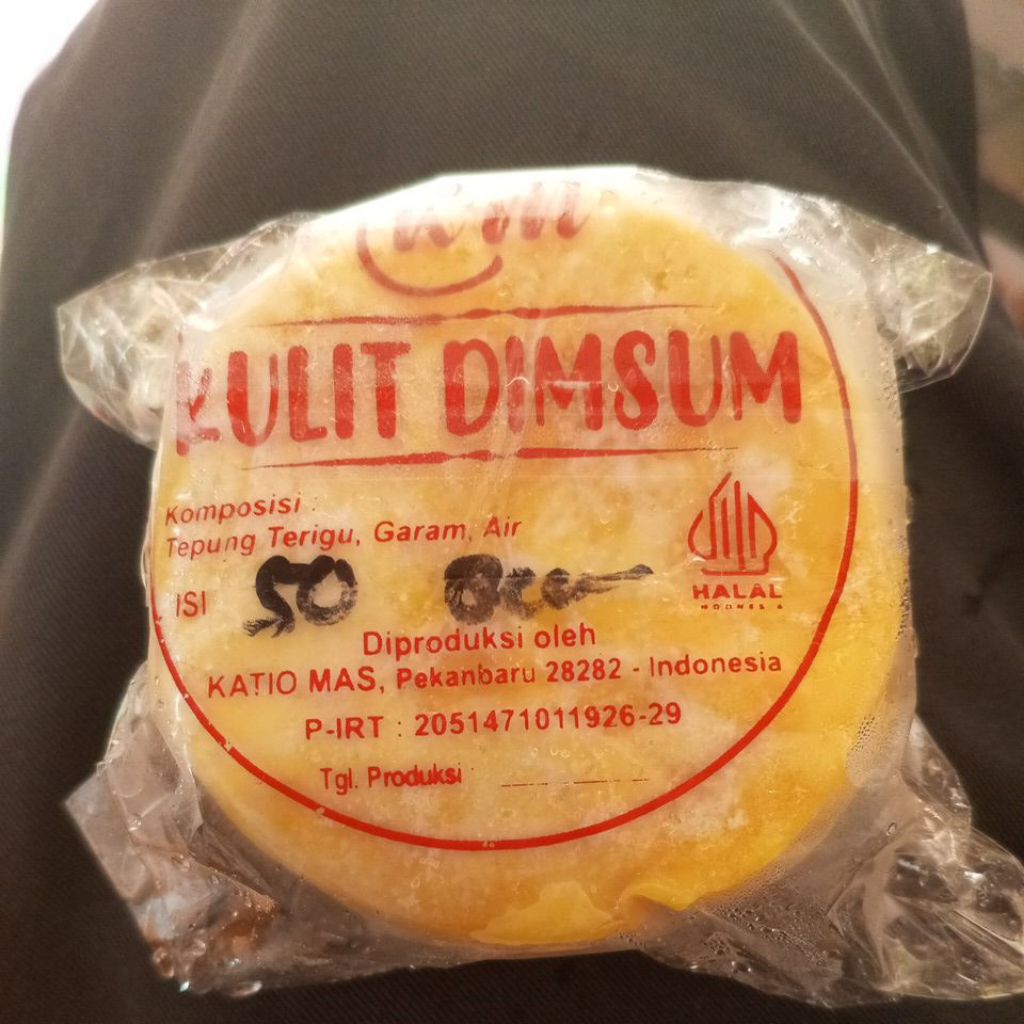 KULIT DIMSUM
Komposisi :
Tepung Terigu, Garam, Air
HALAL
INDONESIA
ISI 50
Diproduksi oleh
KATIO MAS, Pekanbaru 28282 - Indonesia
P-IRT : 2051471011926-29
Tgl. Produksi :